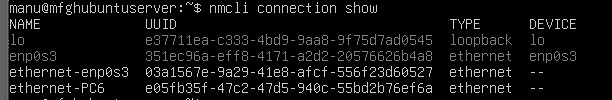 manu@mfghubuntuserver:~$ nmcli connection show
NAME UUID TYPE DEVICE
lo e37711ea-c333-4bd9-9aa8-9f75d7ad0545 loopback lo
enp0s3 351ec96a-eff8-4171-a2d2-20576626b4a8 ethernet enp0s3
ethernet-enp0s3 03a1567e-9a29-41e8-afcf-556f23d60527 ethernet --
ethernet-PC6 e05fb35f-47c2-47d5-940c-55bd2b76ef6a ethernet --